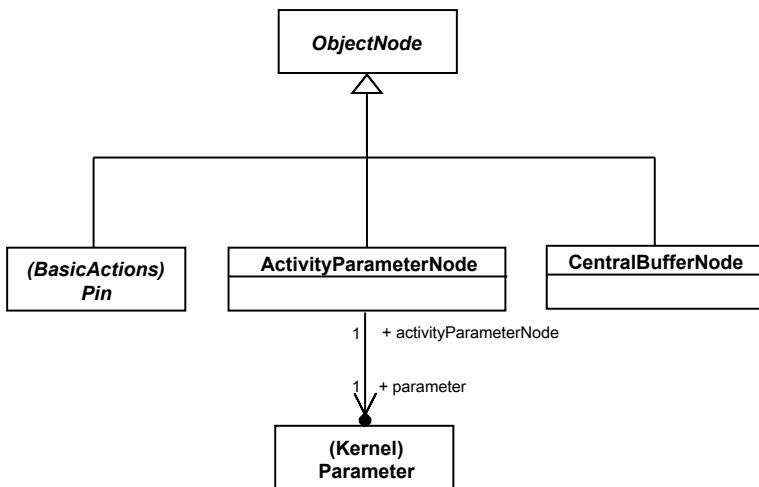 ObjectNode
(BasicActions)
Pin
ActivityParameterNode
CentralBufferNode
1 + activityParameterNode
1 + parameter
(Kernel)
Parameter